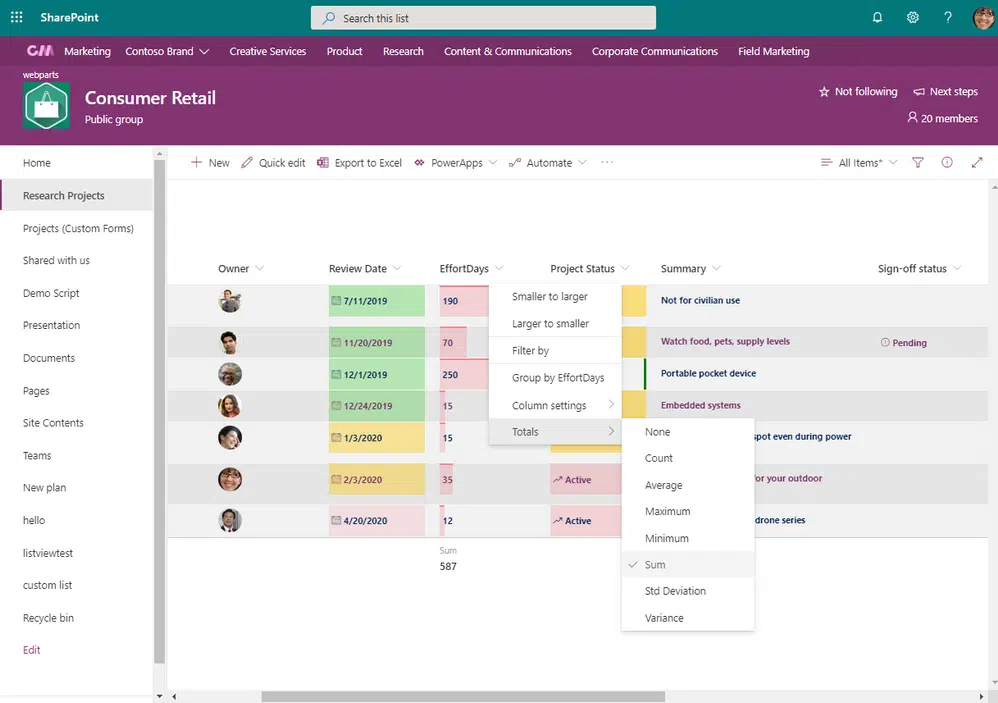 SharePoint
Search this list
?
CM Marketing Contoso Brand Creative Services Product Research Content & Communications Corporate Communications Field Marketing
webparts
Consumer Retail
Public group
Not following Next steps
20 members
Home
Research Projects
Projects (Custom Forms)
Shared with us
Demo Script
Presentation
Documents
Pages
Site Contents
Teams
New plan
hello
listviewtest
custom list
Recycle bin
Edit
New Quick edit Export to Excel PowerApps Automate ··· All Items*
Owner Review Date EffortDays Project Status Summary Sign-off status
7/11/2019 190 Not for civilian use
11/20/2019 70 Watch food, pets, supply levels Pending
12/1/2019 250 Portable pocket device
12/24/2019 15 Embedded systems
1/3/2020 15 spot even during power
2/3/2020 35 Active for your outdoor
4/20/2020 12 Active drone series
Sum
587
Smaller to larger
Larger to smaller
Filter by
Group by EffortDays
Column settings
Totals
None
Count
Average
Maximum
Minimum
Sum
Std Deviation
Variance